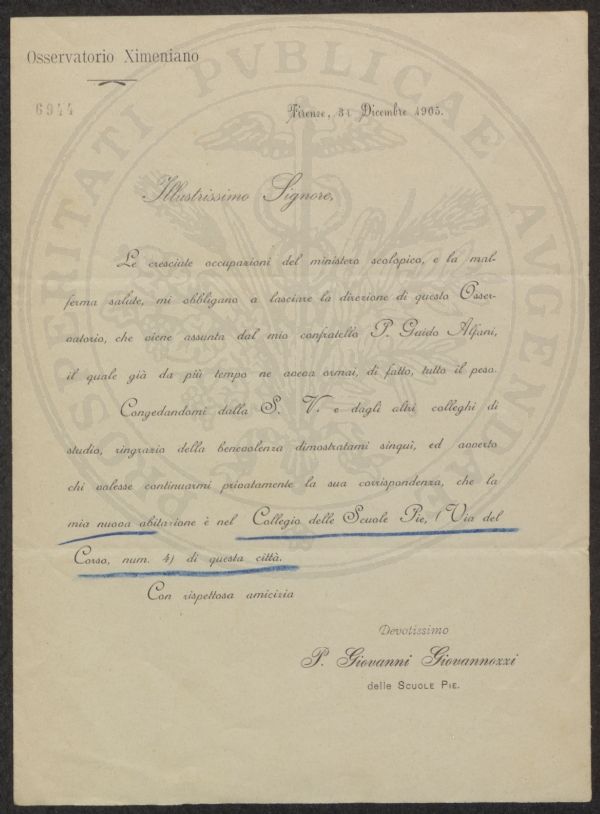 Osservatorio Ximeniano
6944
Firenze, 31 Dicembre 1905.
PROSPERITATI PVBLICAE AVGENDAE
Illustrissimo Signore,
Le cresciute occupazioni del ministero scolopico, e la mal-
ferma salute, mi obbligano a lasciare la direzione di questo Osser-
vatorio, che viene assunta dal mio confratello P. Guido Alfani,
il quale già da più tempo ne aveva ormai, di fatto, tutto il peso.
Congedandomi dalla S. V. e dagli altri colleghi di
studio, ringrazio della benevolenza dimostratami singuì, ed avverto
chi volesse continuarmi privatamente la sua corrispondenza, che la
mia nuova abitazione è nel Collegio delle Scuole Pie, (Via del
Corso, num. 4) di questa città.
Con rispettosa amicizia
Devotissimo
P. Giovanni Giovannozzi
delle SCUOLE PIE.